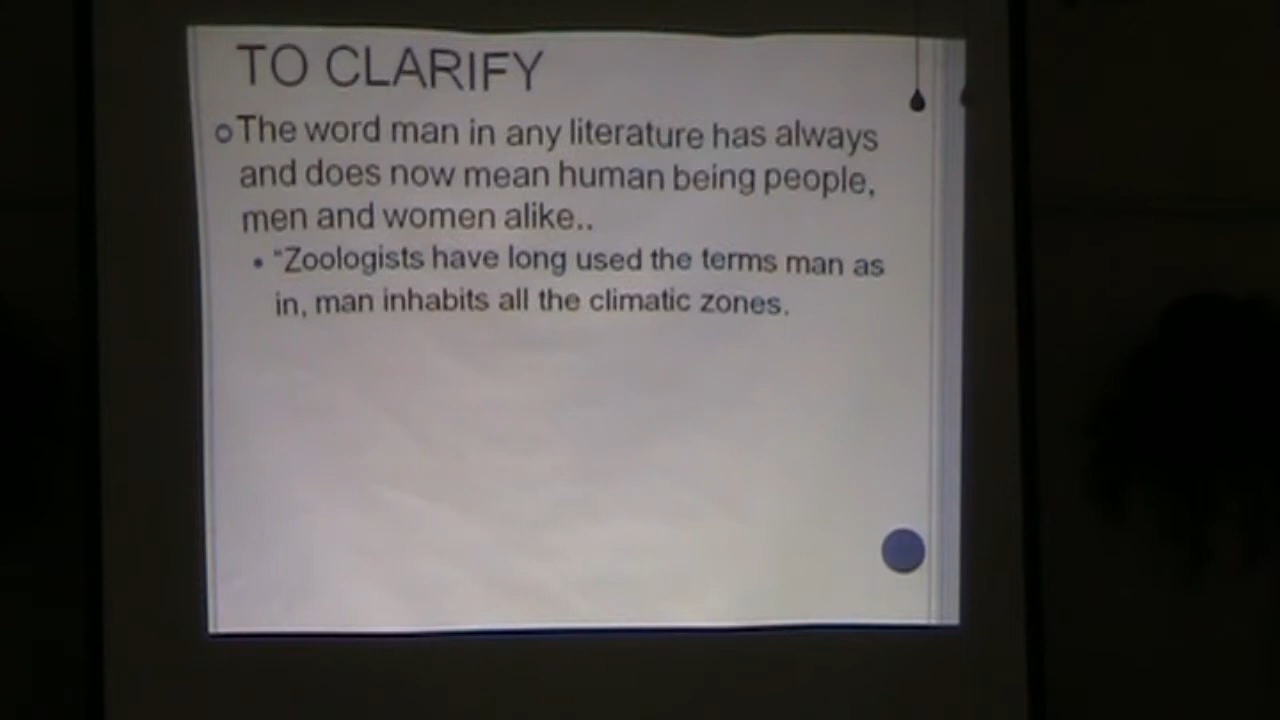 TO CLARIFY
The word man in any literature has always
and does now mean human being people,
men and women alike..
"Zoologists have long used the terms man as
in, man inhabits all the climatic zones.